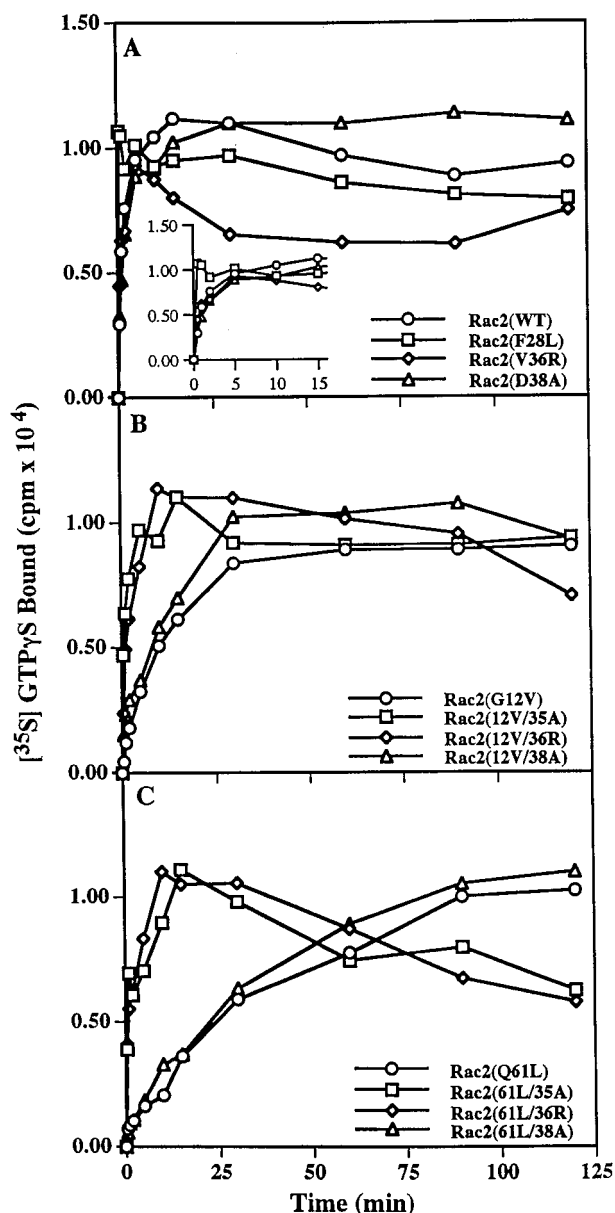 1.50
A
1.00
0.50
0.00
1.50
1.00
0.50
0.00
0 5 10 15
Rac2(WT)
Rac2(F28L)
Rac2(V36R)
Rac2(D38A)
[³⁵S] GTPγS Bound (cpm x 10⁻⁴)
B
1.00
0.50
0.00
Rac2(G12V)
Rac2(12V/35A)
Rac2(12V/36R)
Rac2(12V/38A)
C
1.00
0.50
0.00
Rac2(Q61L)
Rac2(61L/35A)
Rac2(61L/36R)
Rac2(61L/38A)
0 25 50 75 100 125
Time (min)